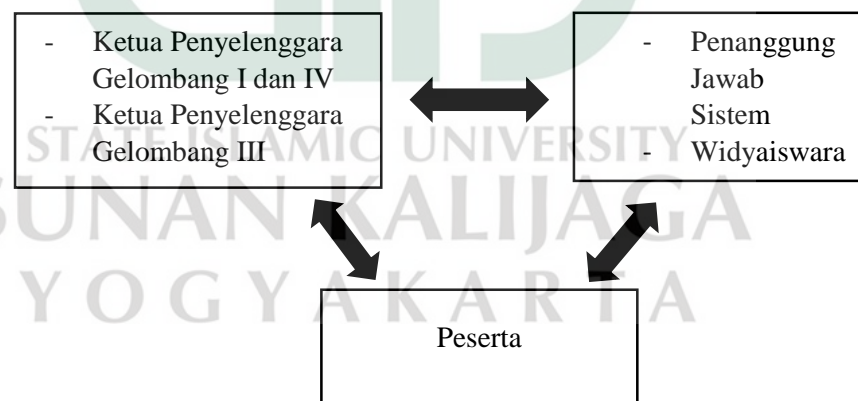 - Ketua Penyelenggara
Gelombang I dan IV
- Ketua Penyelenggara
Gelombang III
- Penanggung
Jawab
Sistem
- Widyaiswara
STATE ISLAMIC UNIVERSITY
SUNAN KALIJAGA
YOGYAKARTA
Peserta